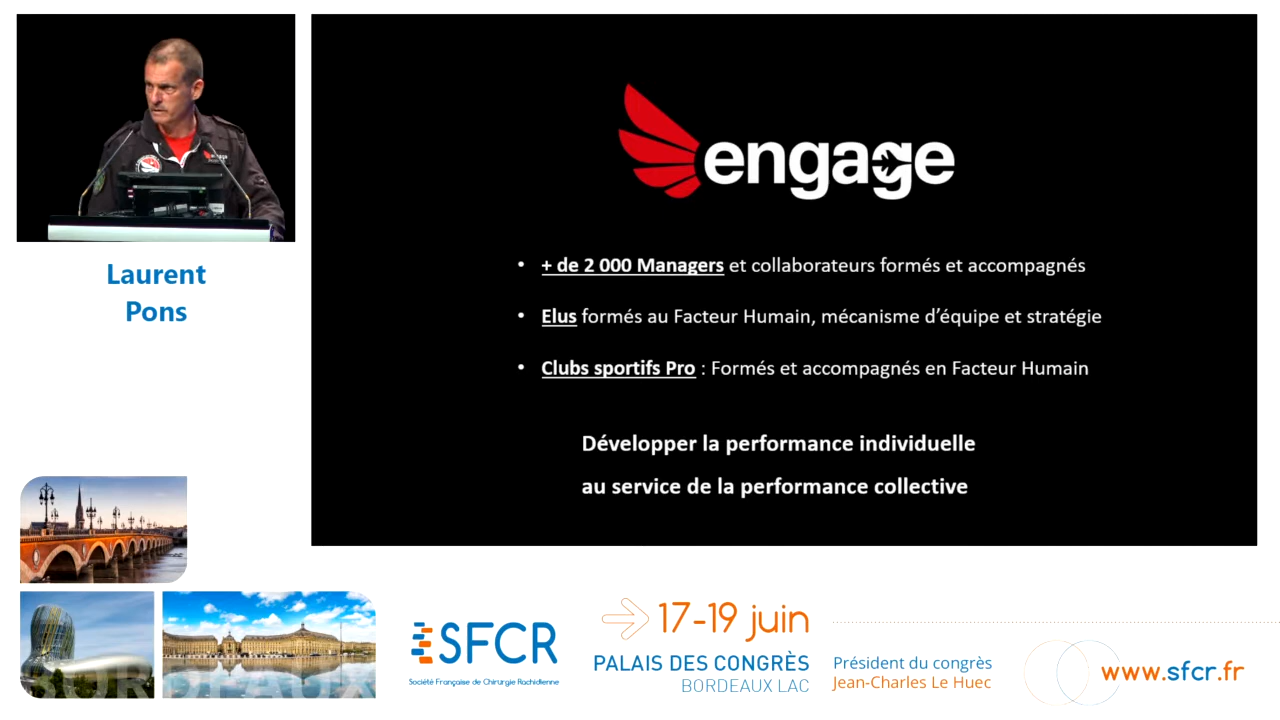 engage
Laurent
Pons
engage
• + de 2 000 Managers et collaborateurs formés et accompagnés
• Elus formés au Facteur Humain, mécanisme d’équipe et stratégie
• Clubs sportifs Pro : Formés et accompagnés en Facteur Humain
Développer la performance individuelle
au service de la performance collective
BORDEAUX
SFCR
Société Française de Chirurgie Rachidienne
17-19 juin
PALAIS DES CONGRÈS
BORDEAUX LAC
Président du congrès
Jean-Charles Le Huec
www.sfcr.fr